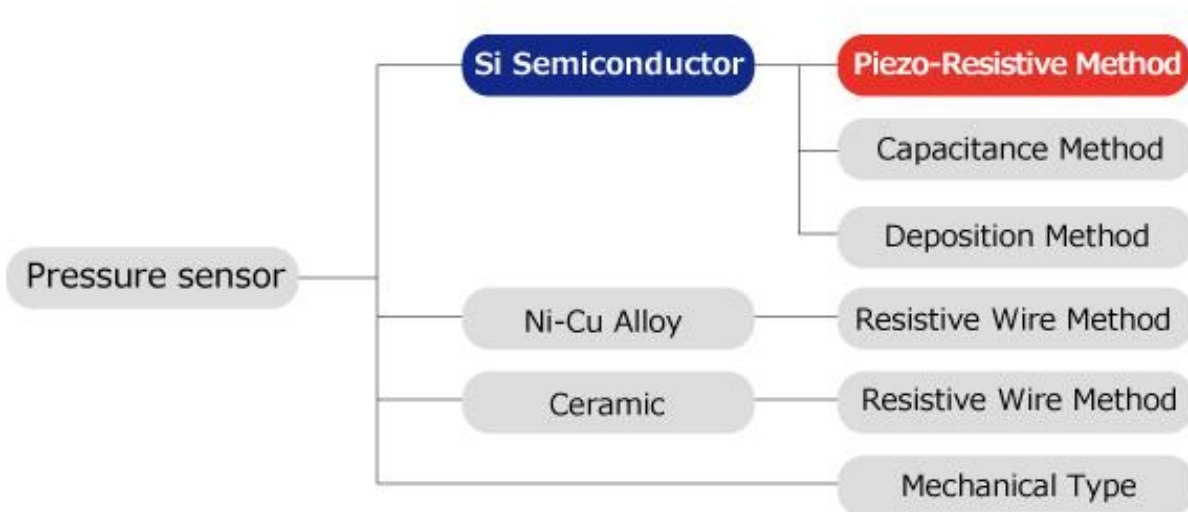 Si Semiconductor
Piezo-Resistive Method
Capacitance Method
Deposition Method
Pressure sensor
Ni-Cu Alloy
Resistive Wire Method
Ceramic
Resistive Wire Method
Mechanical Type